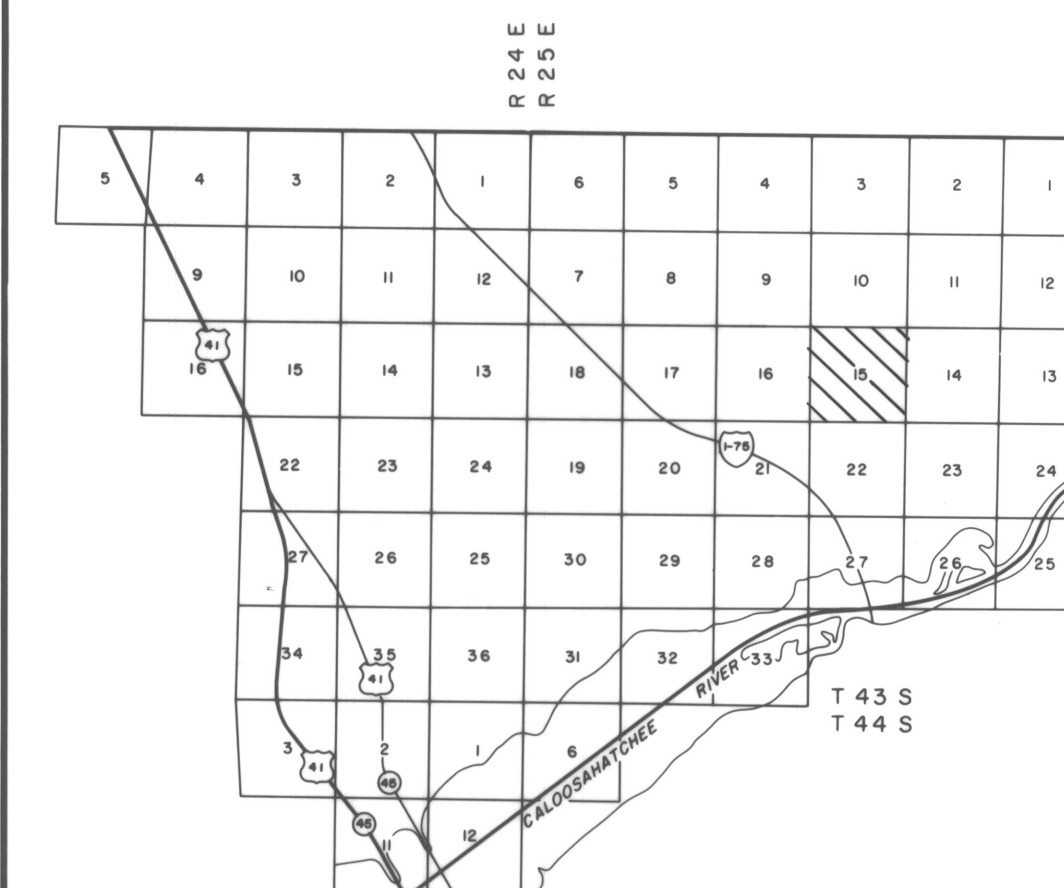 R 24 E
R 25 E
5 4 3 2 1 6 5 4 3 2 1
9 10 11 12 7 8 9 10 11 12
41
16 15 14 13 18 17 16 15 14 13
I-75
22 23 24 19 20 21 22 23 24
27 26 25 30 29 28 27 26 25
34 35 36 31 32 33
41
RIVER
T 43 S
T 44 S
3 2 1 6
41
CALOOSAHATCHEE
45
45
11 12